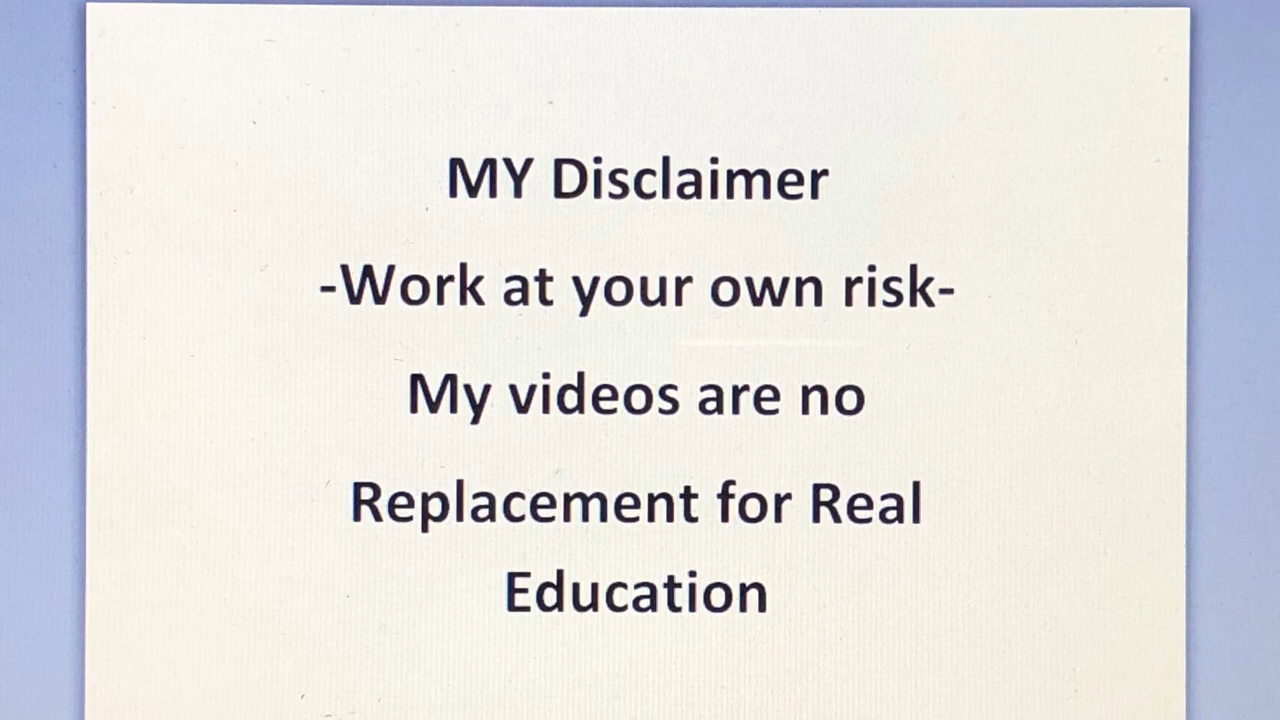 MY Disclaimer
-Work at your own risk-
My videos are no
Replacement for Real
Education